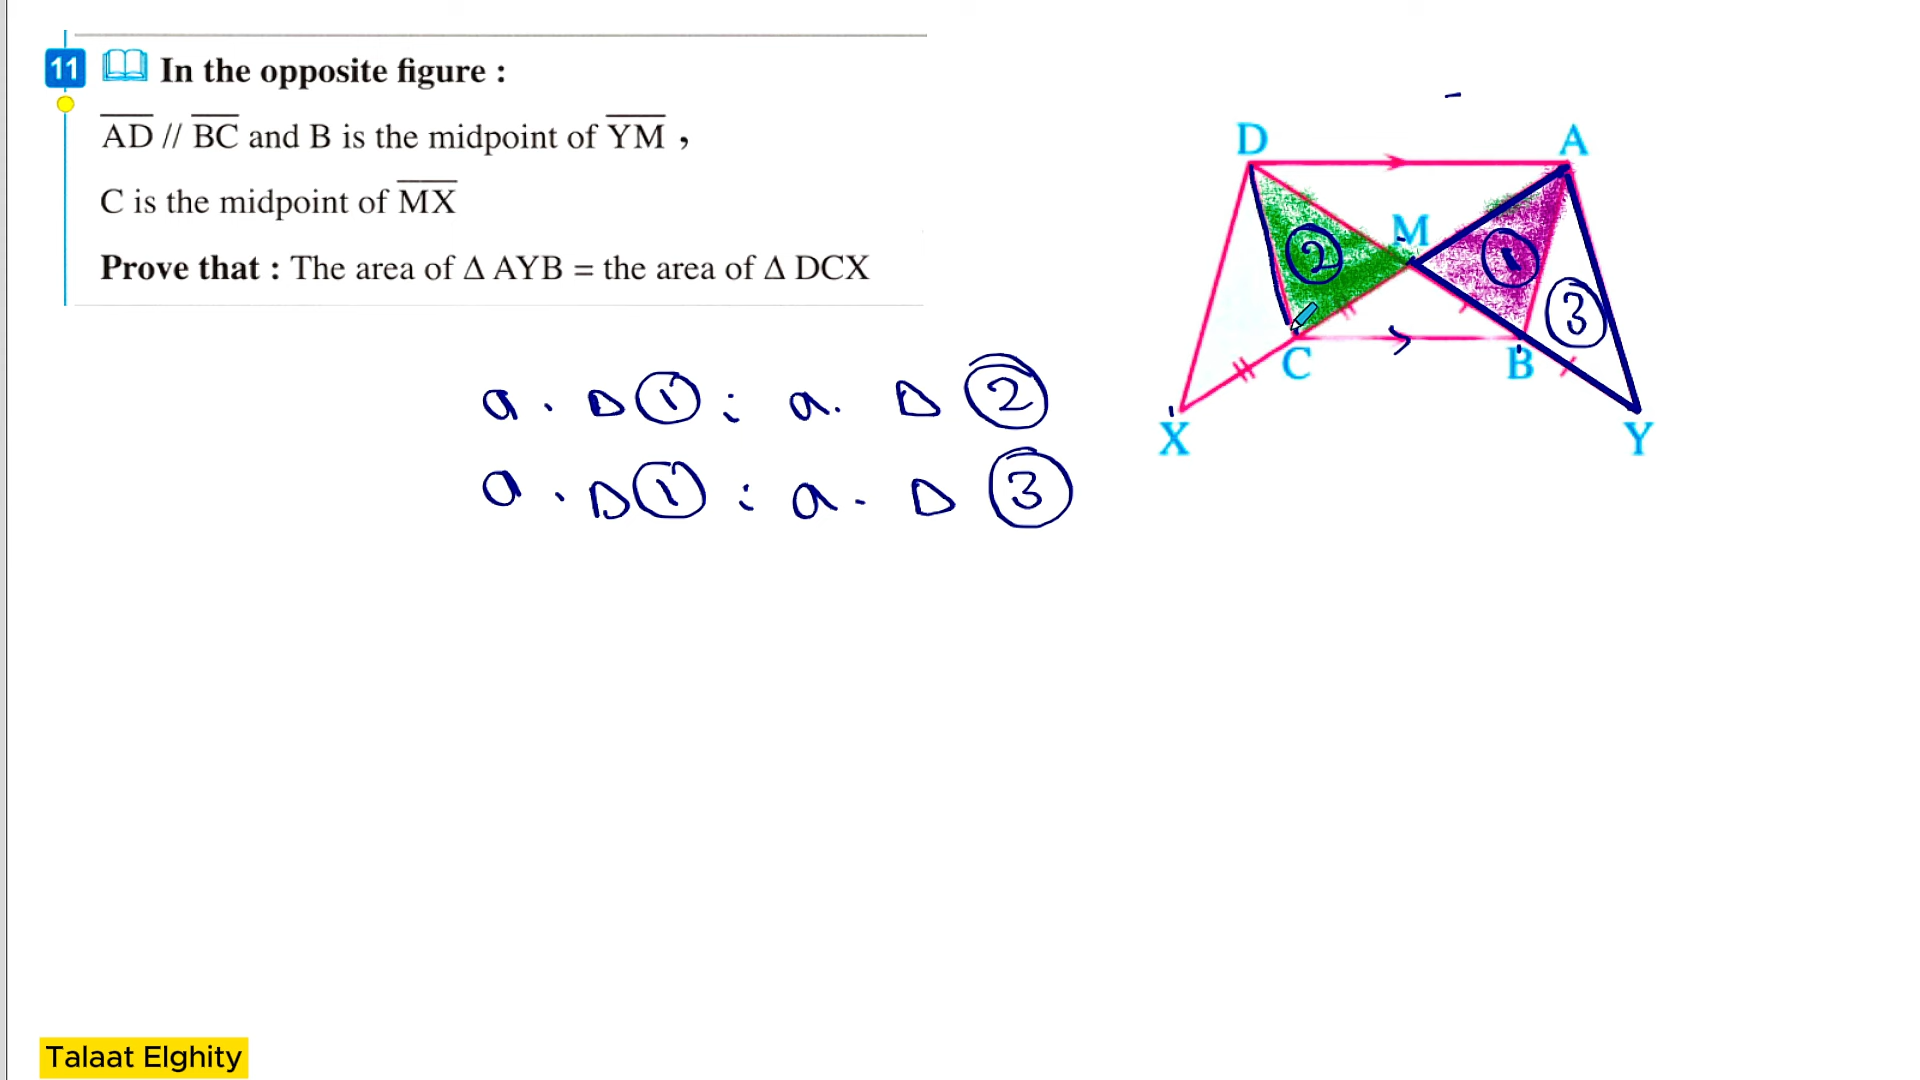 11 In the opposite figure :
AD // BC and B is the midpoint of YM ,
C is the midpoint of MX
Prove that : The area of Δ AYB = the area of Δ DCX
D A
M
2 1
3
C B
X Y
a. Δ 1 = a. Δ 2
a. Δ 1 = a. Δ 3
Talaat Elghity